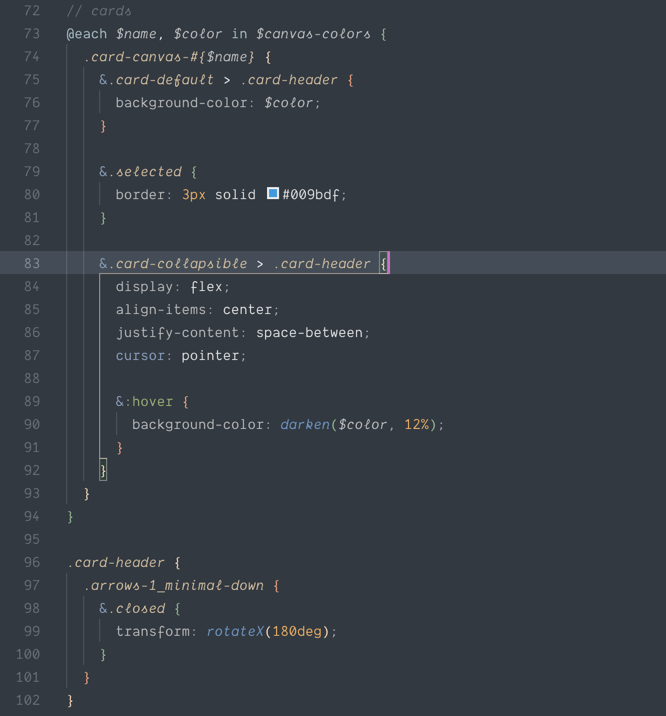 72 // cards
73 @each $name, $color in $canvas-colors {
74 .card-canvas-#{$name} {
75 &.card-default > .card-header {
76 background-color: $color;
77 }
78
79 &.selected {
80 border: 3px solid #009bdf;
81 }
82
83 &.card-collapsible > .card-header {
84 display: flex;
85 align-items: center;
86 justify-content: space-between;
87 cursor: pointer;
88
89 &:hover {
90 background-color: darken($color, 12%);
91 }
92 }
93 }
94 }
95
96 .card-header {
97 .arrows-1_minimal-down {
98 &.closed {
99 transform: rotateX(180deg);
100 }
101 }
102 }